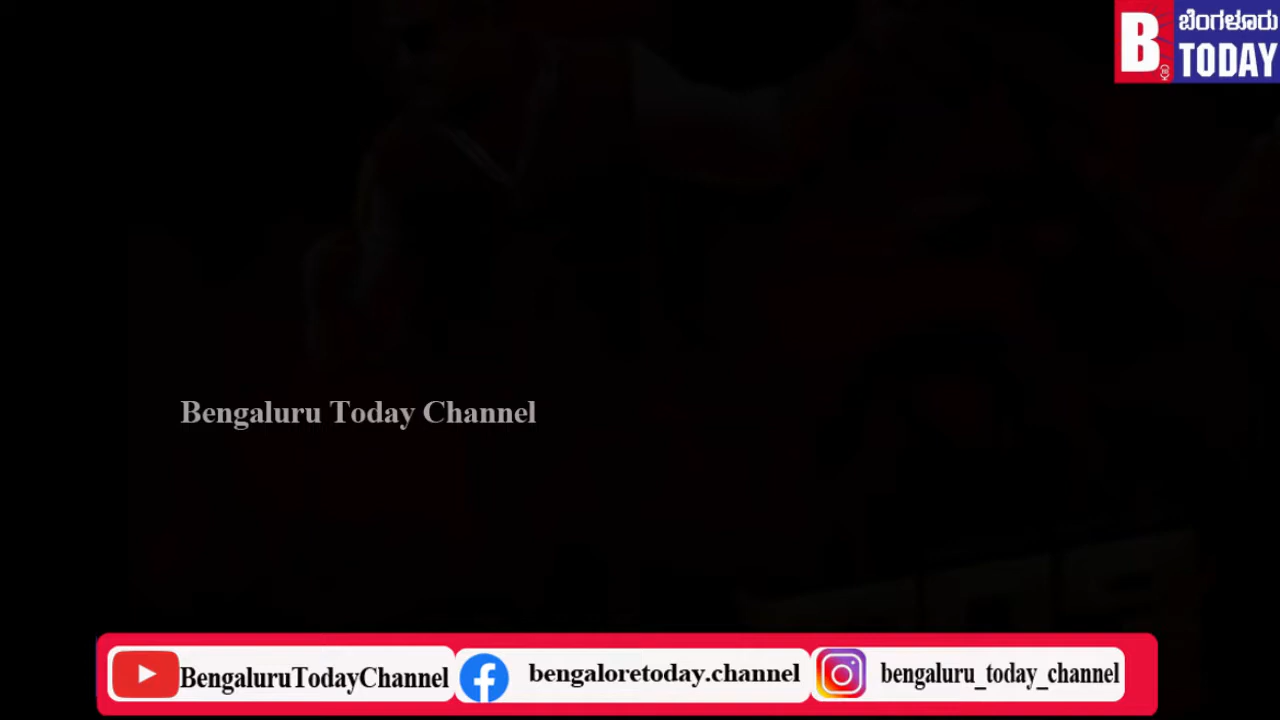 B
ಬೆಂಗಳೂರು
TODAY
Bengaluru Today Channel
BengaluruTodayChannel
bengaloretoday.channel
bengaluru_today_channel